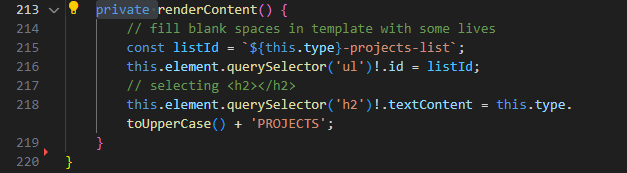 213 private renderContent() {
214 // fill blank spaces in template with some lives
215 const listId = `${this.type}-projects-list`;
216 this.element.querySelector('ul')!.id = listId;
217 // selecting <h2></h2>
218 this.element.querySelector('h2')!.textContent = this.type.
toUpperCase() + 'PROJECTS';
219 }
220 }